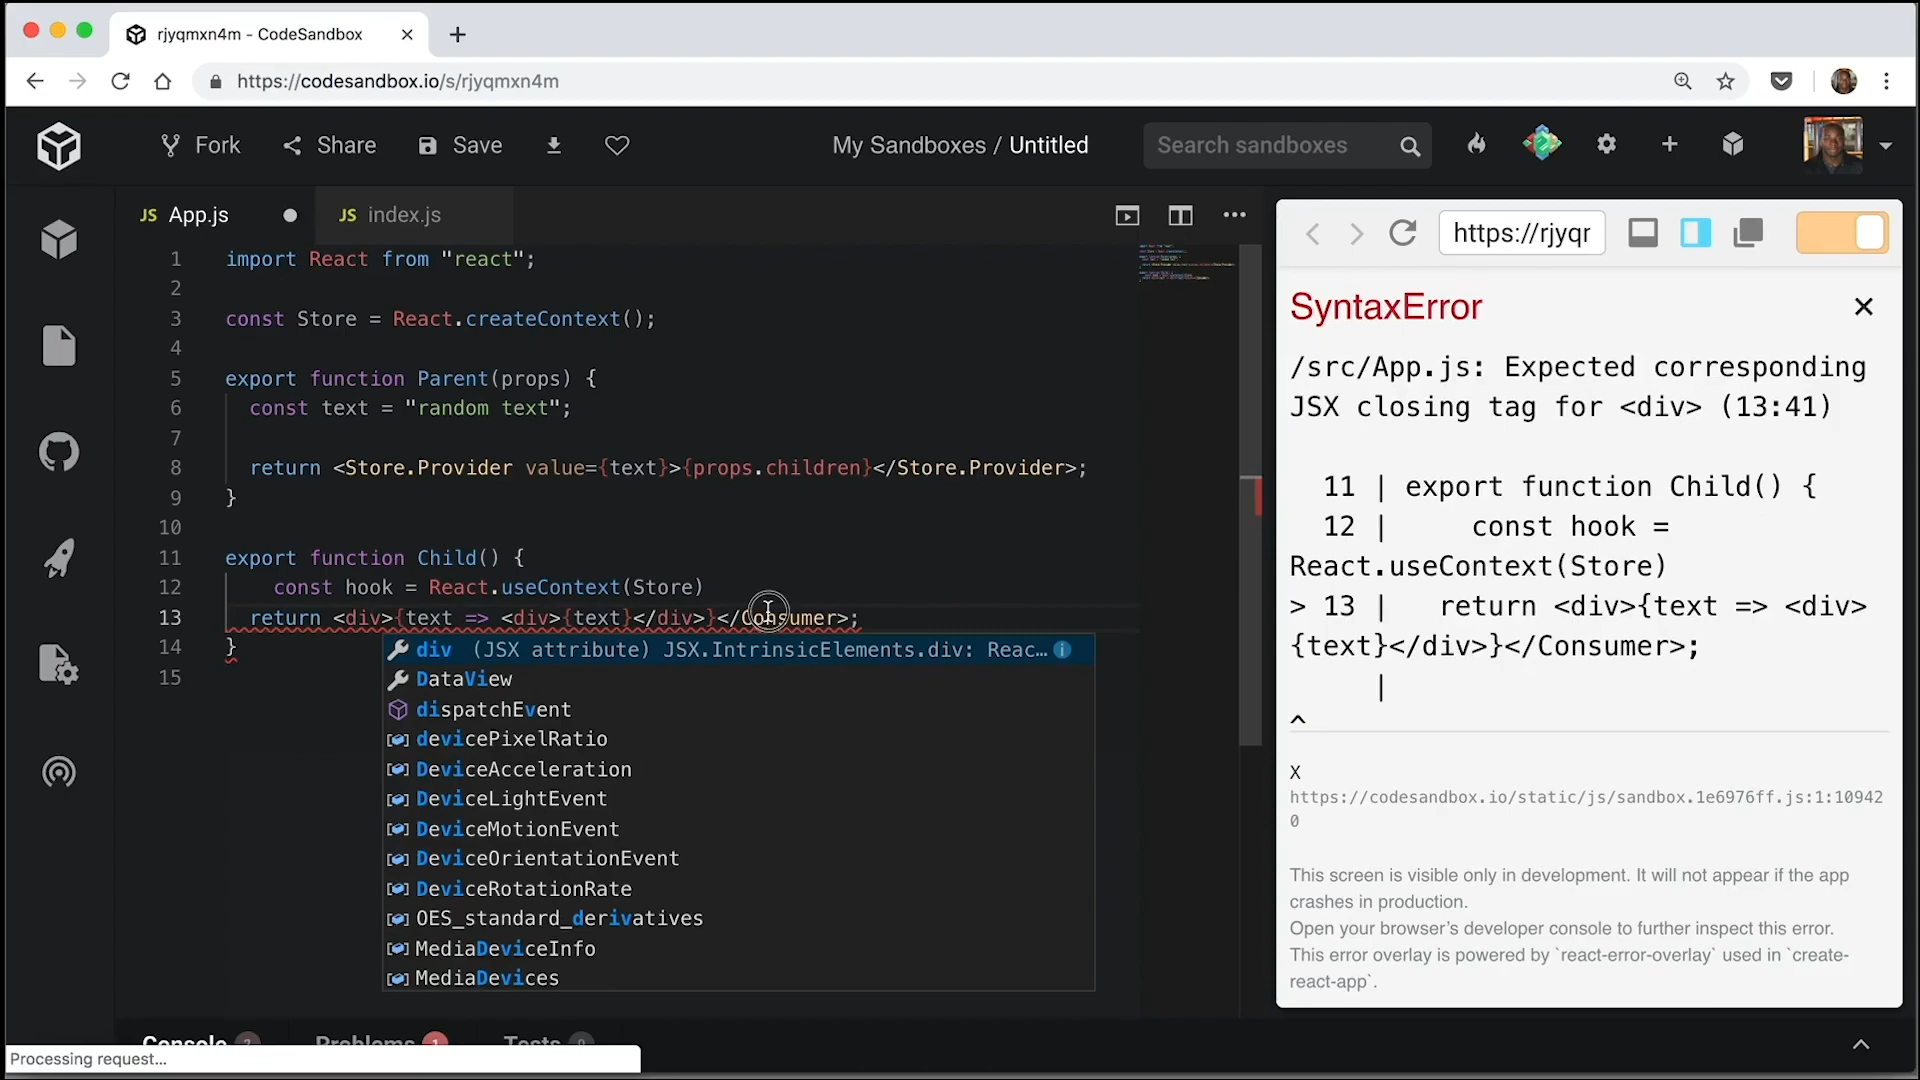 rjyqmxn4m - CodeSandbox
https://codesandbox.io/s/rjyqmxn4m
Fork
Share
Save
My Sandboxes / Untitled
Search sandboxes
JS App.js
JS index.js
1 import React from "react";
2
3 const Store = React.createContext();
4
5 export function Parent(props) {
6 const text = "random text";
7
8 return <Store.Provider value={text}>{props.children}</Store.Provider>;
9 }
10
11 export function Child() {
12 const hook = React.useContext(Store)
13 return <div>{text => <div>{text}</div>}</Consumer>;
14 }
15
div (JSX attribute) JSX.IntrinsicElements.div: Reac…
DataView
dispatchEvent
devicePixelRatio
DeviceAcceleration
DeviceLightEvent
DeviceMotionEvent
DeviceOrientationEvent
DeviceRotationRate
OES_standard_derivatives
MediaDeviceInfo
MediaDevices
https://rjyqr
SyntaxError
/src/App.js: Expected corresponding
JSX closing tag for <div> (13:41)
11 | export function Child() {
12 | const hook =
React.useContext(Store)
> 13 | return <div>{text => <div>
{text}</div>}</Consumer>;
|
^
X
https://codesandbox.io/static/js/sandbox.1e6976ff.js:1:10942
0
This screen is visible only in development. It will not appear if the app
crashes in production.
Open your browser's developer console to further inspect this error.
This error overlay is powered by `react-error-overlay` used in `create-
react-app`.
Console
Problems 1
Tests 0
Processing request...